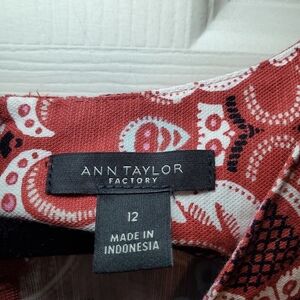 ANN TAYLOR
FACTORY
12
MADE IN
INDONESIA